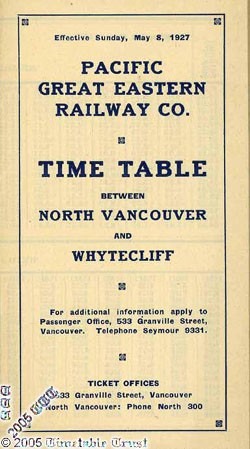 Effective Sunday, May 8, 1927
PACIFIC
GREAT EASTERN
RAILWAY CO.
TIME TABLE
BETWEEN
NORTH VANCOUVER
AND
WHYTECLIFF
For additional information apply to
Passenger Office, 533 Granville Street,
Vancouver. Telephone Seymour 9331.
TICKET OFFICES
533 Granville Street, Vancouver
North Vancouver: Phone North 300
2005
© 2005 Timetable Trust